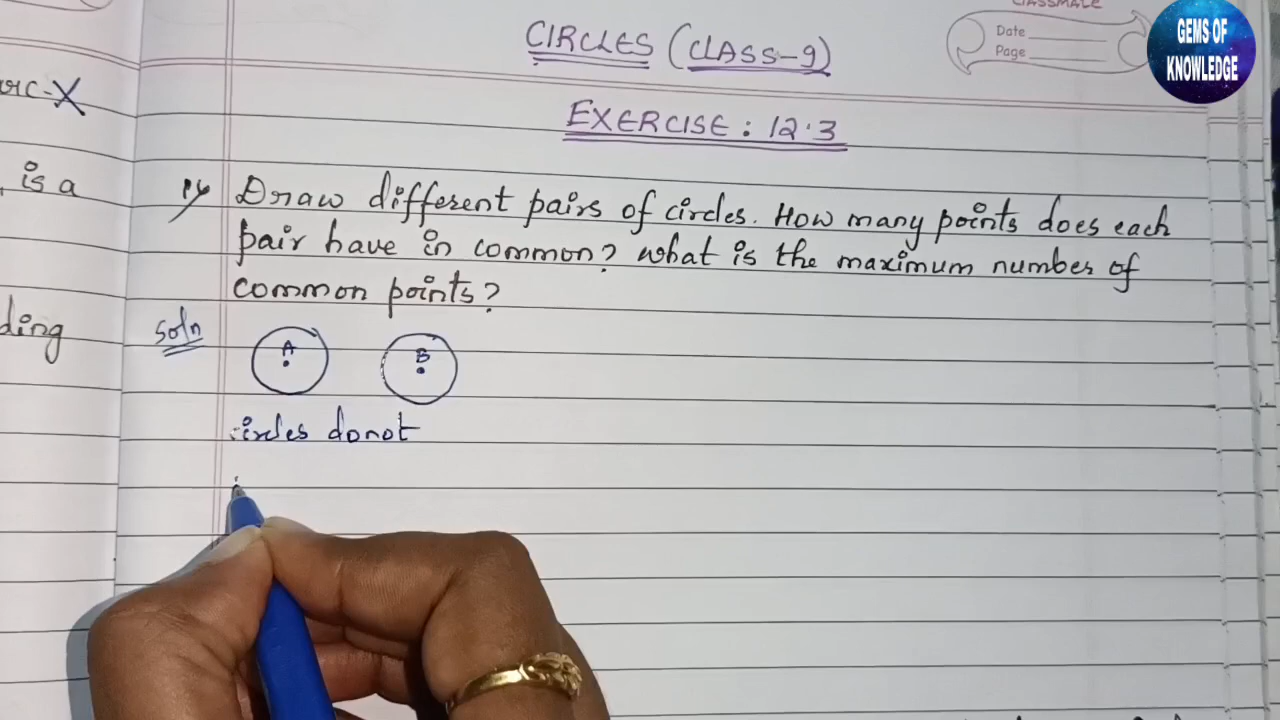 CLASSMATE
Date
Page
GEMS OF
KNOWLEDGE
CIRCLES (CLASS-9)
EXERCISE: 12.3
is a
ding
1) Draw different pairs of circles. How many points does each
pair have in common? what is the maximum number of
common points?
Soln
A B
circles donot